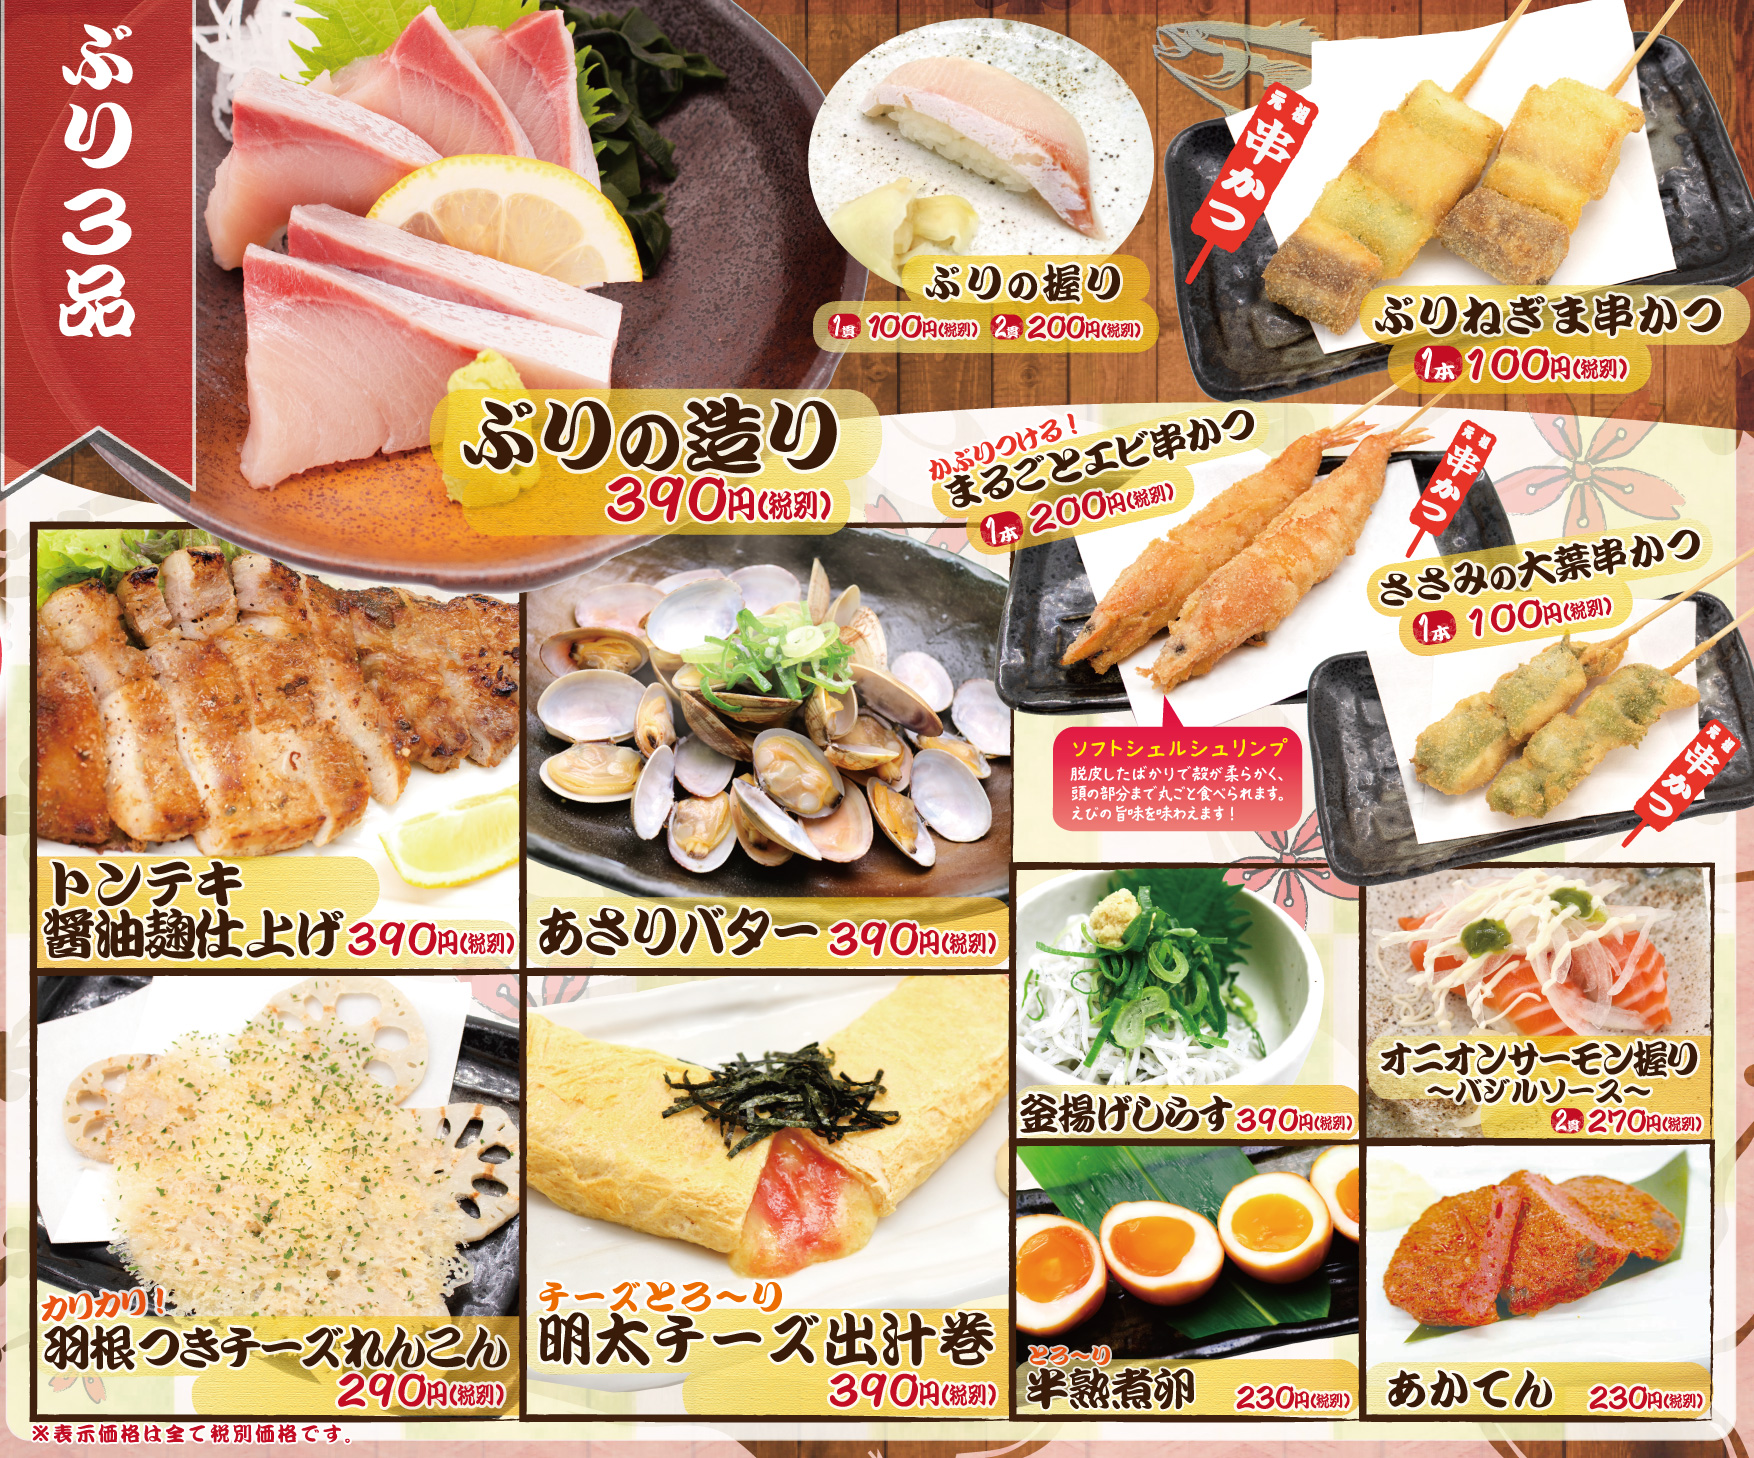 ぶり3品
ぶりの造り
390円(税別)
ぶりの握り
1貫 100円(税別) 2貫 200円(税別)
元祖 串かつ
ぶりねぎま串かつ
1本 100円(税別)
かぶりつける!
まるごとエビ串かつ
1本 200円(税別)
元祖 串かつ
ソフトシェルシュリンプ
脱皮したばかりで殻が柔らかく、
頭の部分まで丸ごと食べられます。
えびの旨味を味わえます!
ささみの大葉串かつ
1本 100円(税別)
元祖 串かつ
トンテキ
醤油麹仕上げ 390円(税別)
あさりバター 390円(税別)
釜揚げしらす 390円(税別)
オニオンサーモン握り
〜バジルソース〜
2貫 270円(税別)
カリカリ!
羽根つきチーズれんこん
290円(税別)
チーズとろ〜り
明太チーズ出汁巻
390円(税別)
とろ〜り
半熟煮卵 230円(税別)
あかてん 230円(税別)
※表示価格は全て税別価格です。